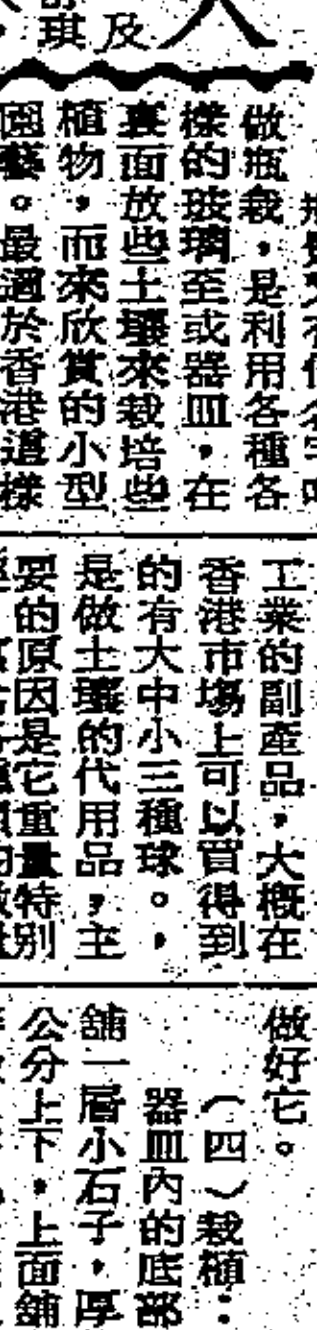 及
琪
做瓶栽，是利用各種各
樣的玻璃至或器皿，在
裏面放些土壤來栽培些
植物，而來欣賞的小型
園藝。最適於香港這樣
工業的副產品，大概在
香港市場上可以買得到
的有大中小三種球。，
是做土壤的代用品，主
要的原因是它重量特別
做好它。
（四）栽植：
器皿內的底部
舖一層小石子，厚
公分上下，上面舖